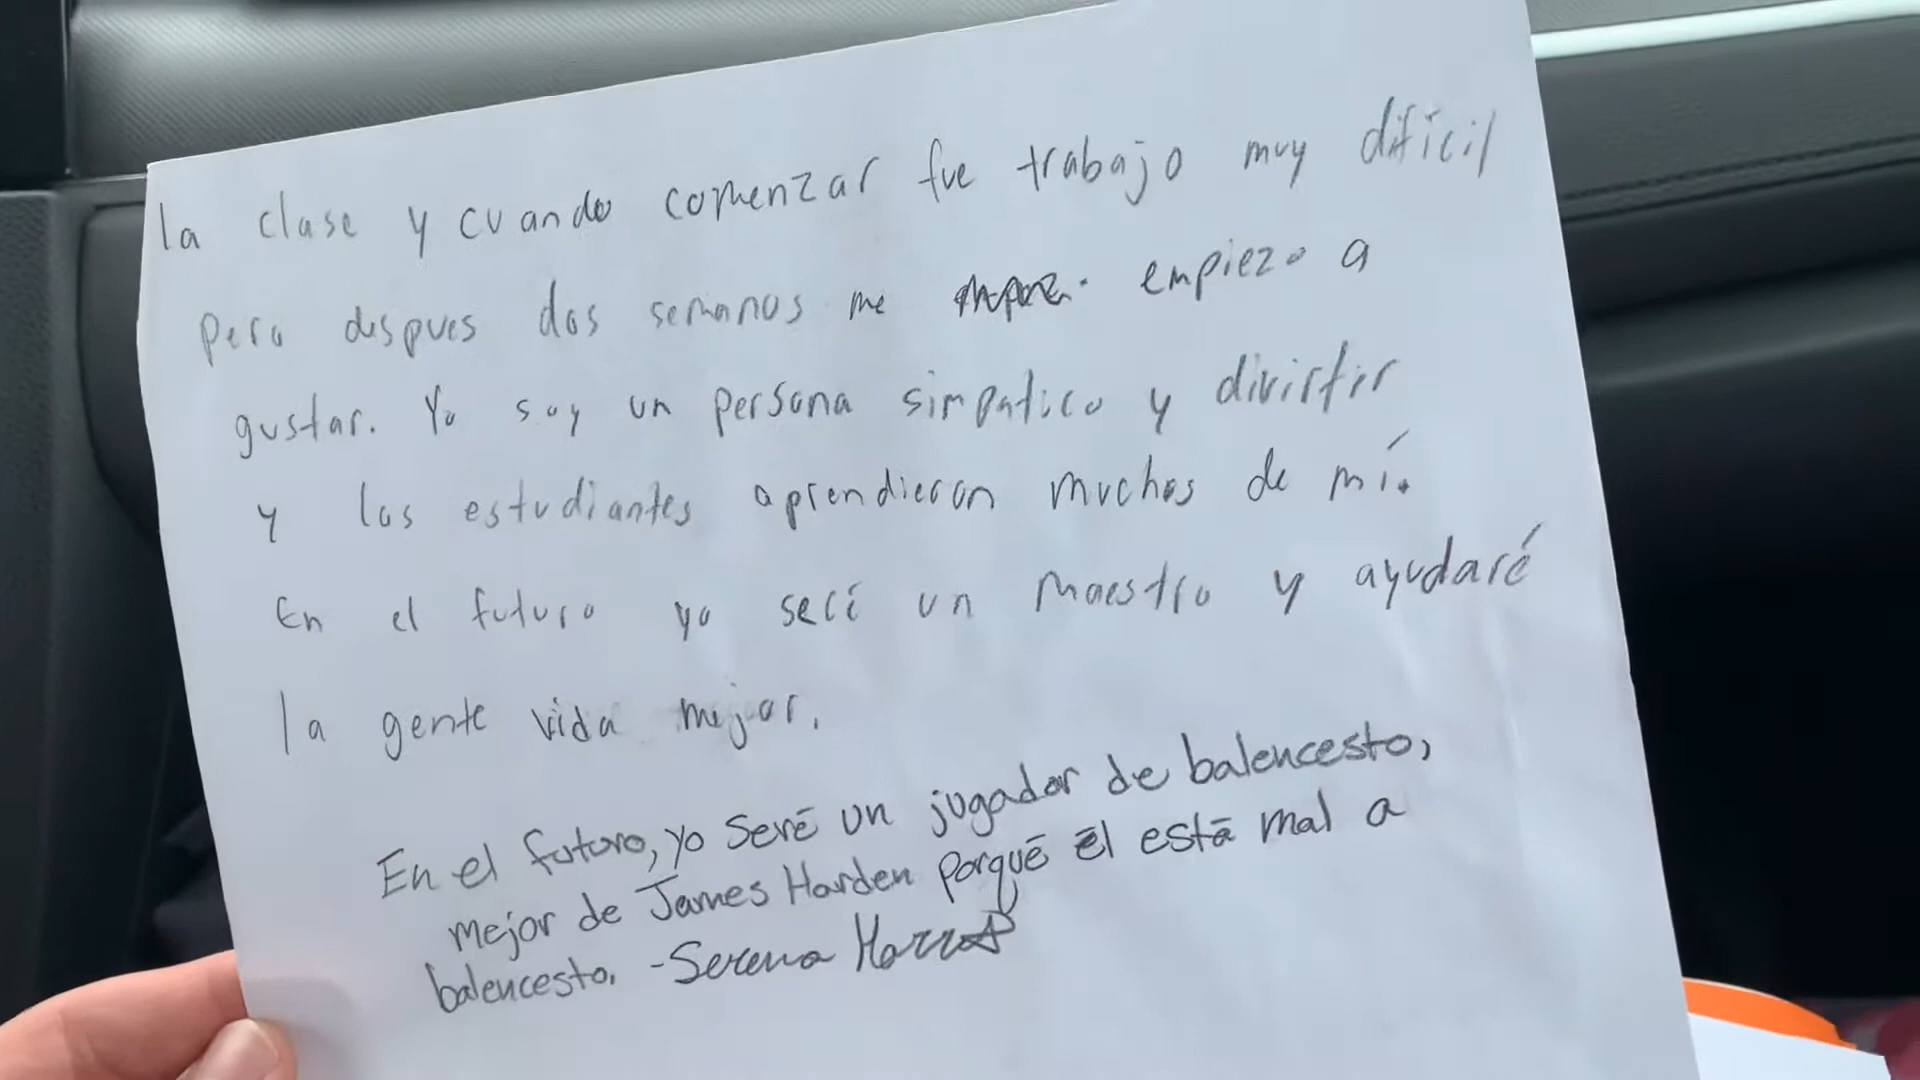 la clase y cuando comenzar fue trabajo muy difícil
pero dispues dos semanas me empiezo a
gustar. Yo soy un persona simpatico y divirtir
y los estudiantes aprendieron muchos de mí.
En el futuro yo seré un maestro y ayudaré
la gente vida mejor.
En el futuro, yo seré un jugador de balencesto,
mejor de James Harden porqué él está mal a
balencesto. -Serena